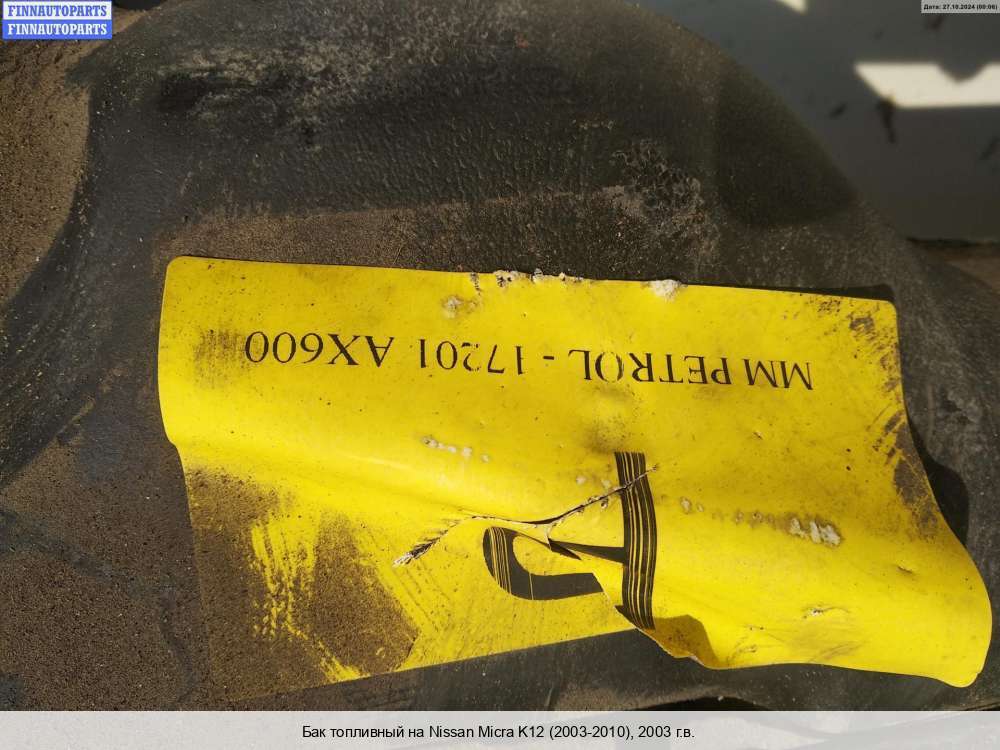 FINNAUTOPARTS
FINNAUTOPARTS
Дата: 27.10.2024 (00:06)
MM PETROL - 17201 AX600
Бак топливный на Nissan Micra K12 (2003-2010), 2003 г.в.